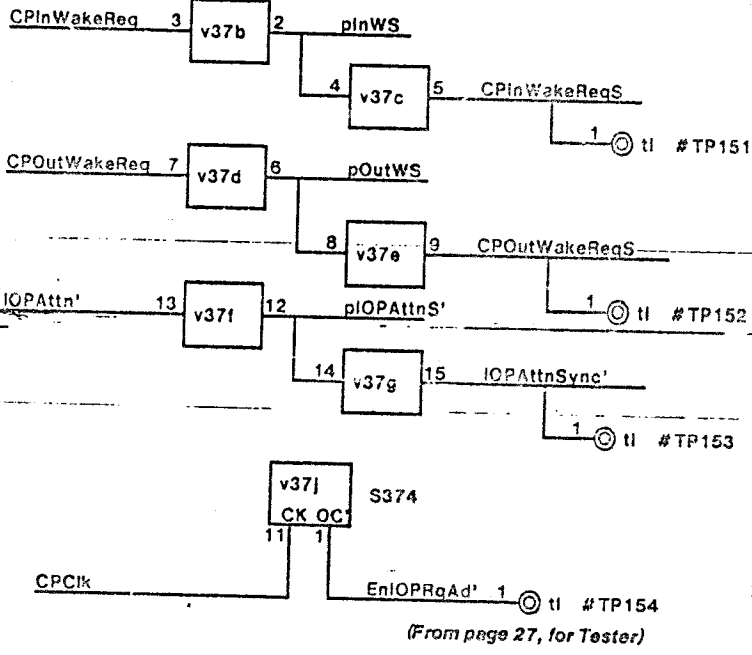 CPInWakeReq 3 v37b 2 pInWS
4 v37c 5 CPInWakeReqS
1 tl #TP151
CPOutWakeReq 7 v37d 6 pOutWS
8 v37e 9 CPOutWakeReqS
1 tl #TP152
IOPAttn' 13 v37f 12 pIOPAttnS'
14 v37g 15 IOPAttnSync'
1 tl #TP153
v37j S374
CK OC'
11 1
CPClk EnIOPRqAd' 1 tl #TP154
(From page 27, for Tester)